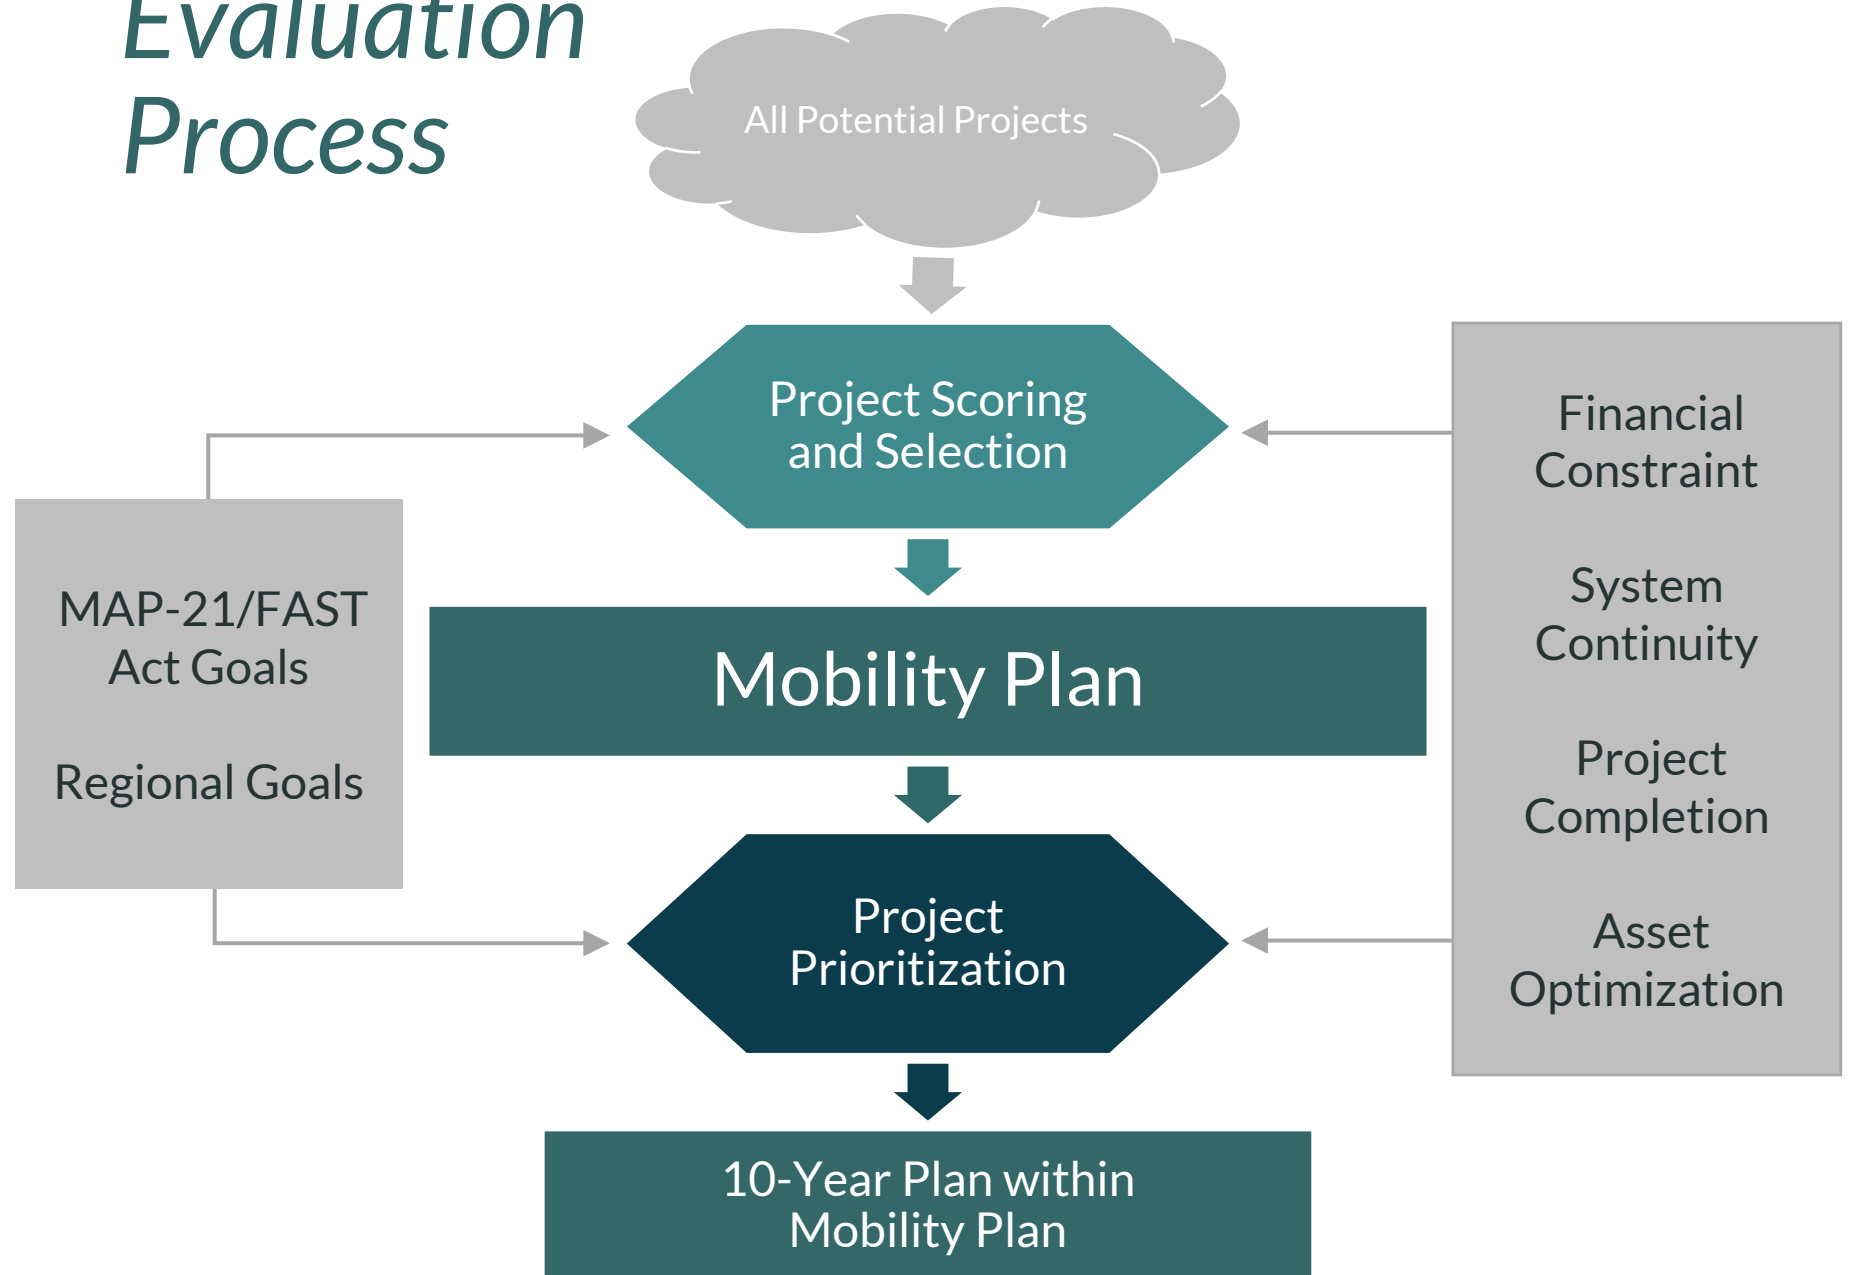 Evaluation
Process
All Potential Projects
Project Scoring
and Selection
MAP-21/FAST
Act Goals
Regional Goals
Financial
Constraint
System
Continuity
Project
Completion
Asset
Optimization
Mobility Plan
Project
Prioritization
10-Year Plan within
Mobility Plan